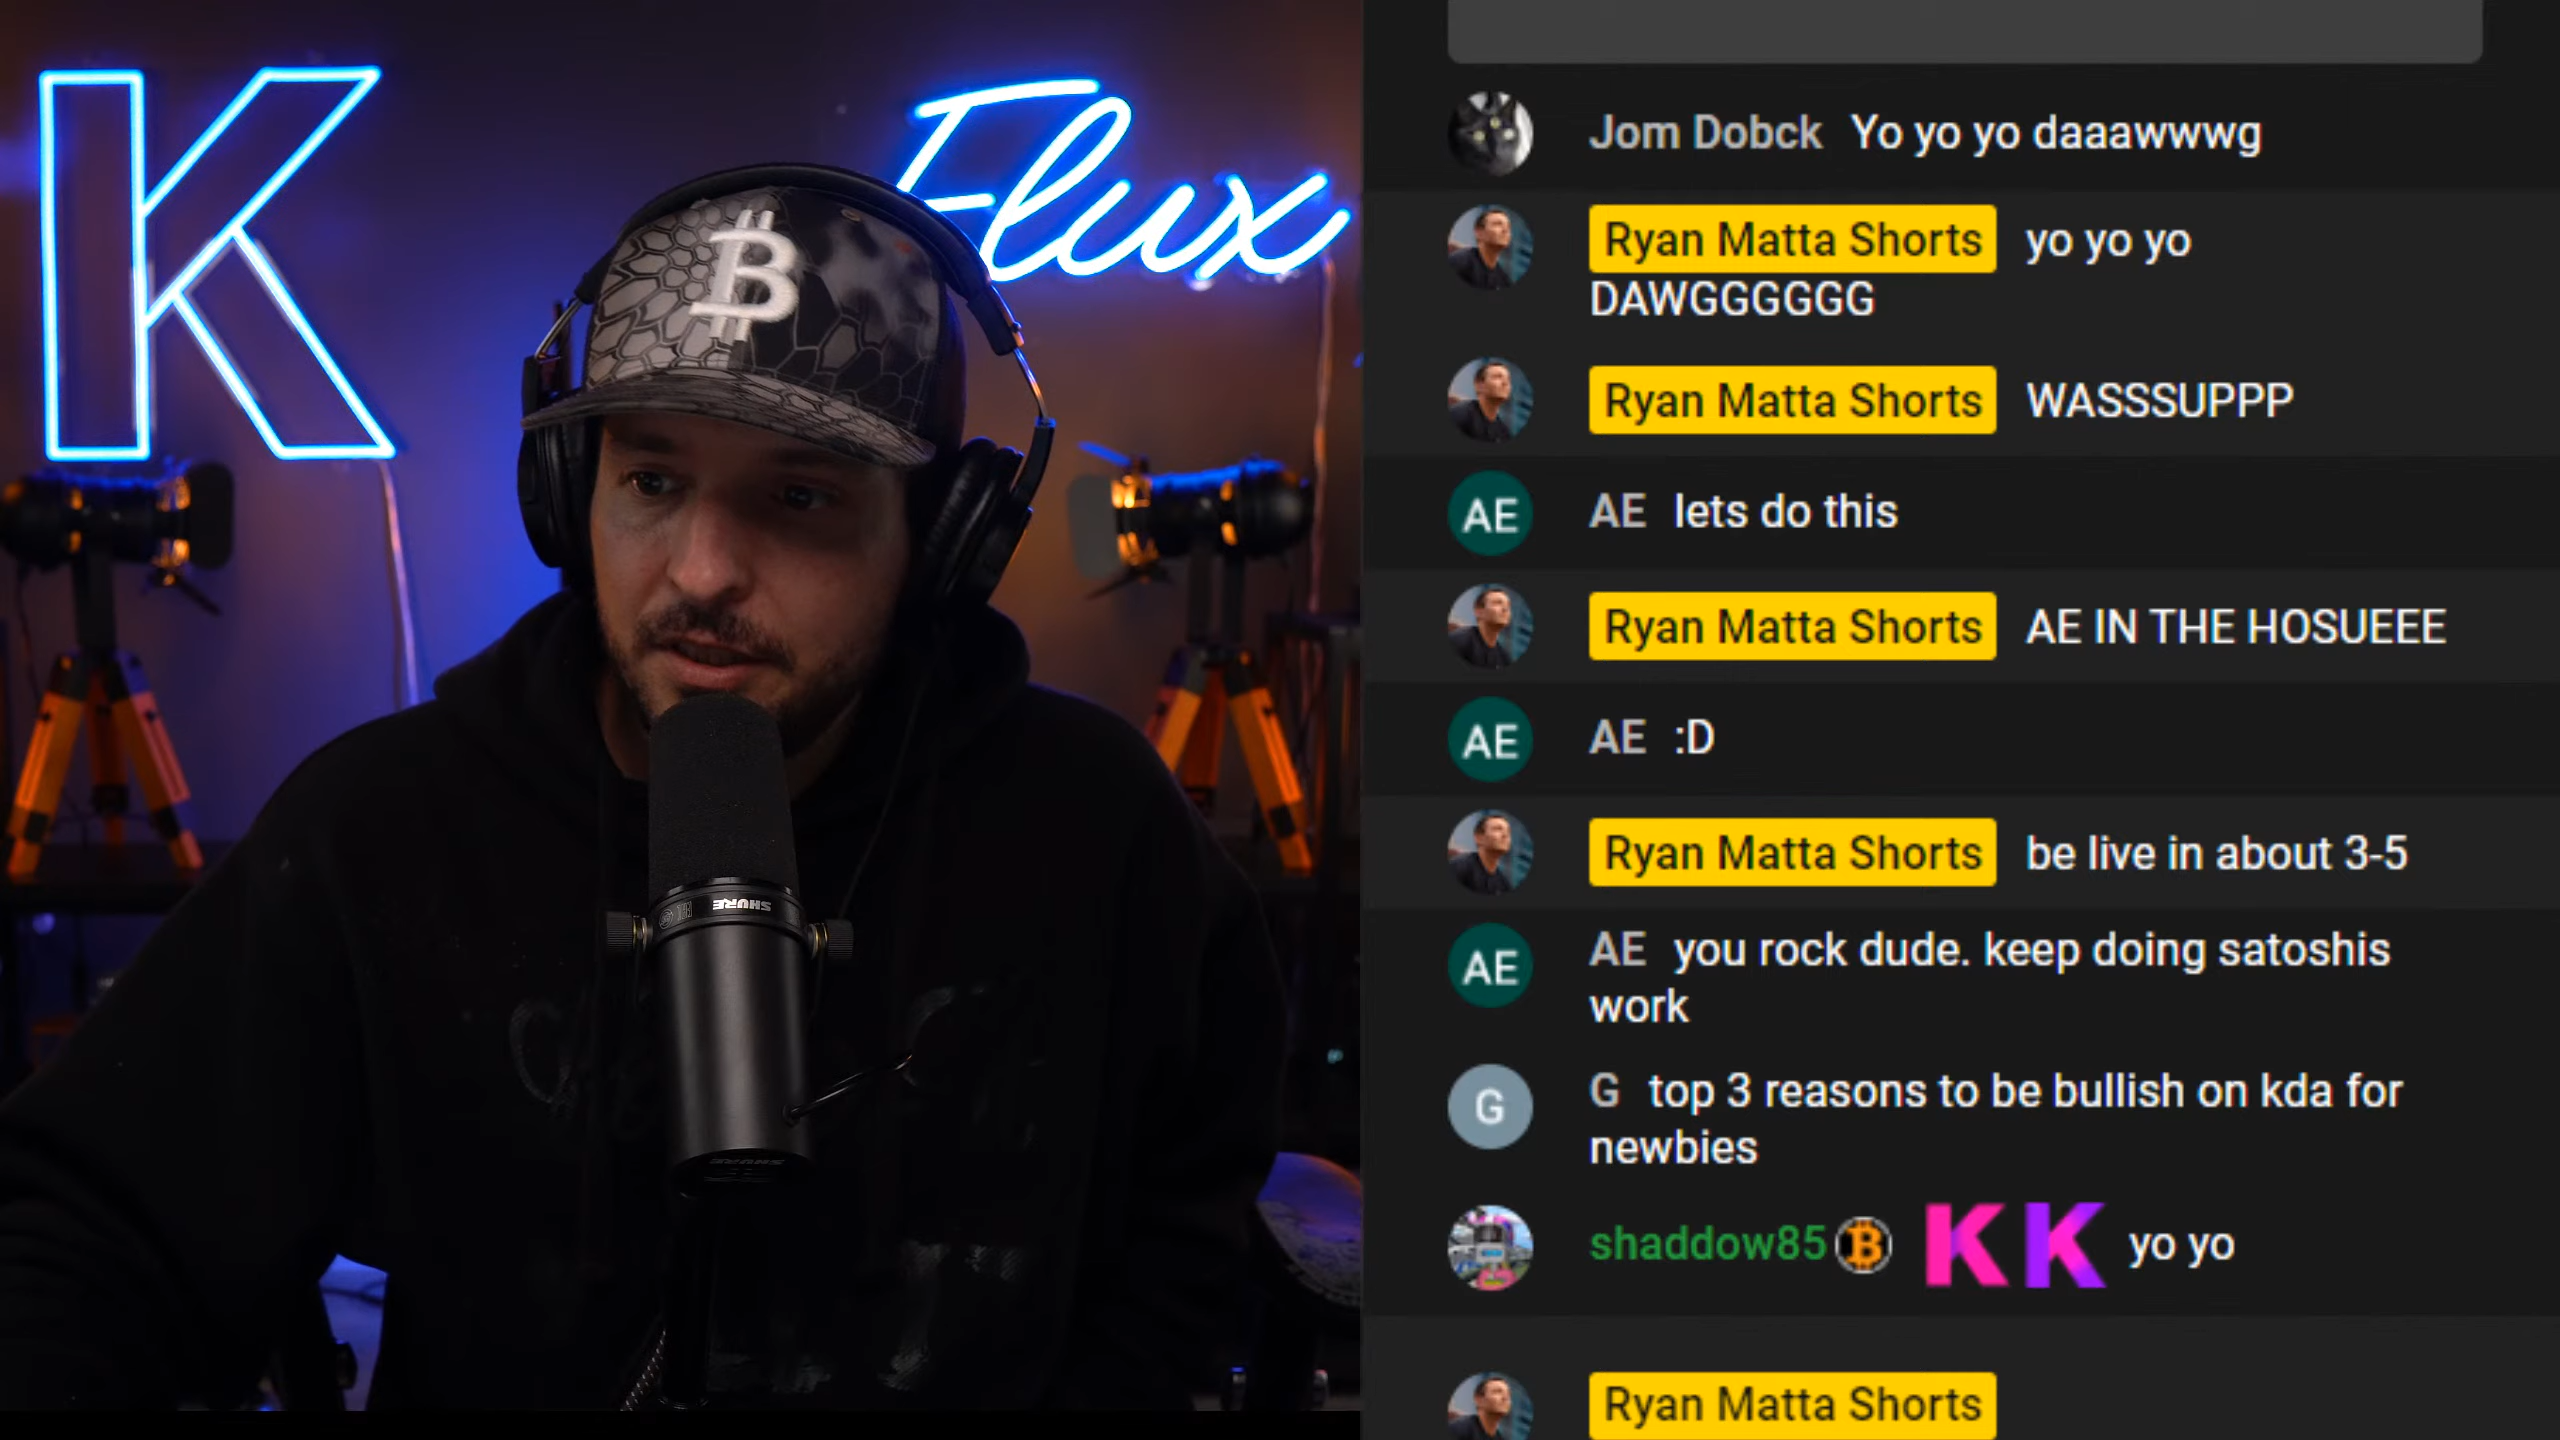 K
Flux
SHURE
Jom Dobck Yo yo yo daaawwwg
Ryan Matta Shorts yo yo yo
DAWGGGGGG
Ryan Matta Shorts WASSSUPPP
AE AE lets do this
Ryan Matta Shorts AE IN THE HOSUEEE
AE AE :D
Ryan Matta Shorts be live in about 3-5
AE AE you rock dude. keep doing satoshis
work
G G top 3 reasons to be bullish on kda for
newbies
shaddow85 K K yo yo
Ryan Matta Shorts